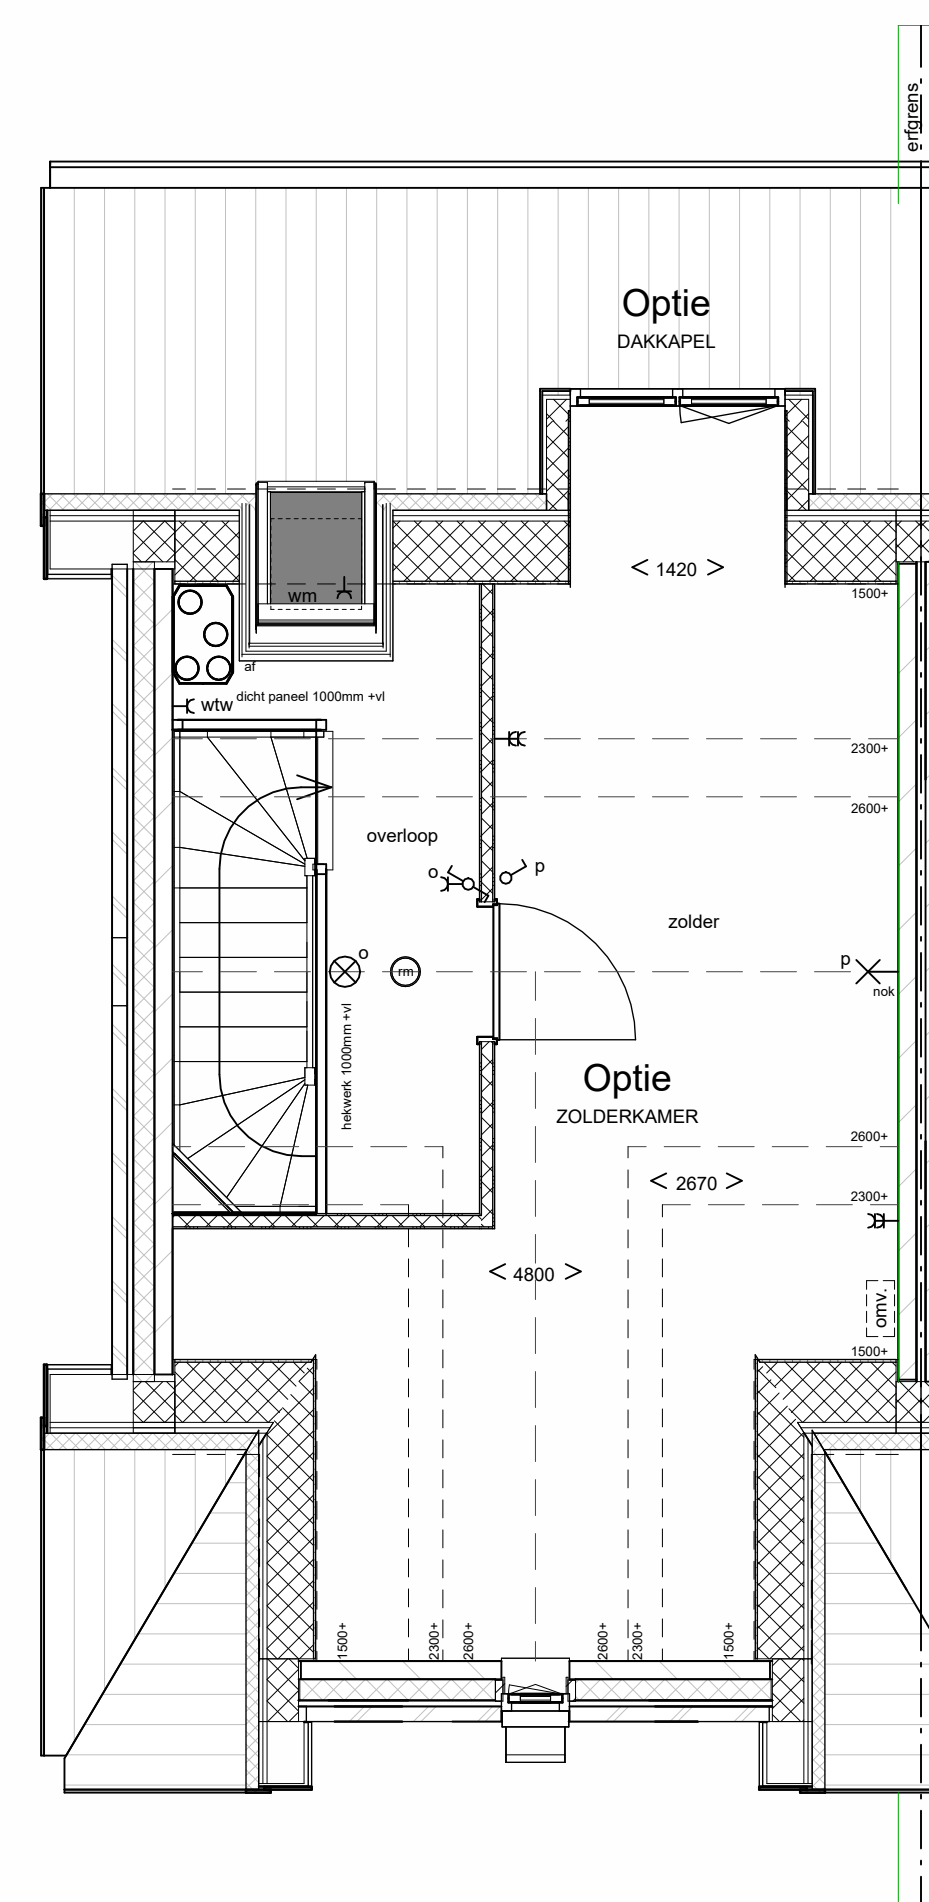 erfgrens
Optie
DAKKAPEL
< 1420 >
wm
1500+
af
wtw
dicht paneel 1000mm +vl
2300+
2600+
overloop
o
p
zolder
o
rm
p
nok
hekwerk 1000mm +vl
Optie
ZOLDERKAMER
2600+
< 2670 >
2300+
< 4800 >
omv.
1500+
1500+
2300+
2600+
2600+
2300+
1500+